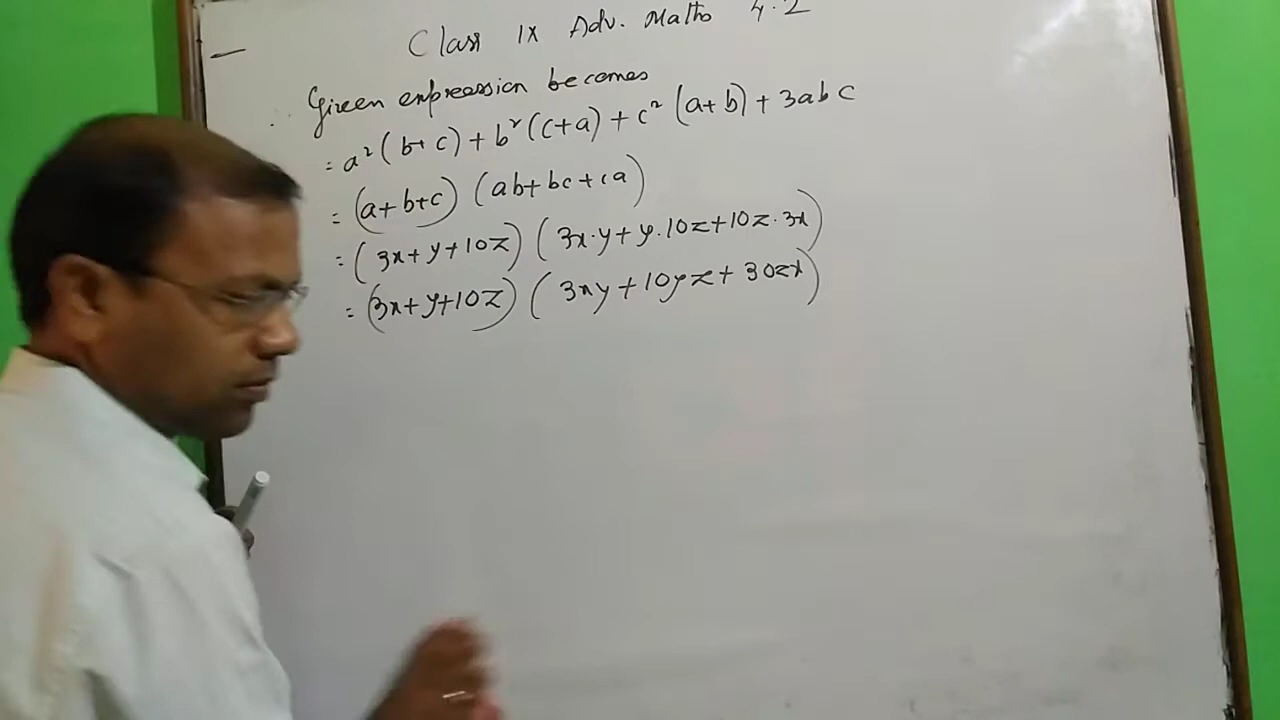 Class IX Adv. Maths 4.2
∴ Given expression becomes
= a²(b+c)+b²(c+a)+c²(a+b)+3abc
= (a+b+c) (ab+bc+ca)
= (3x+y+10z) (3x·y+y·10z+10z·3x)
= (3x+y+10z) (3xy+10yz+30zx)